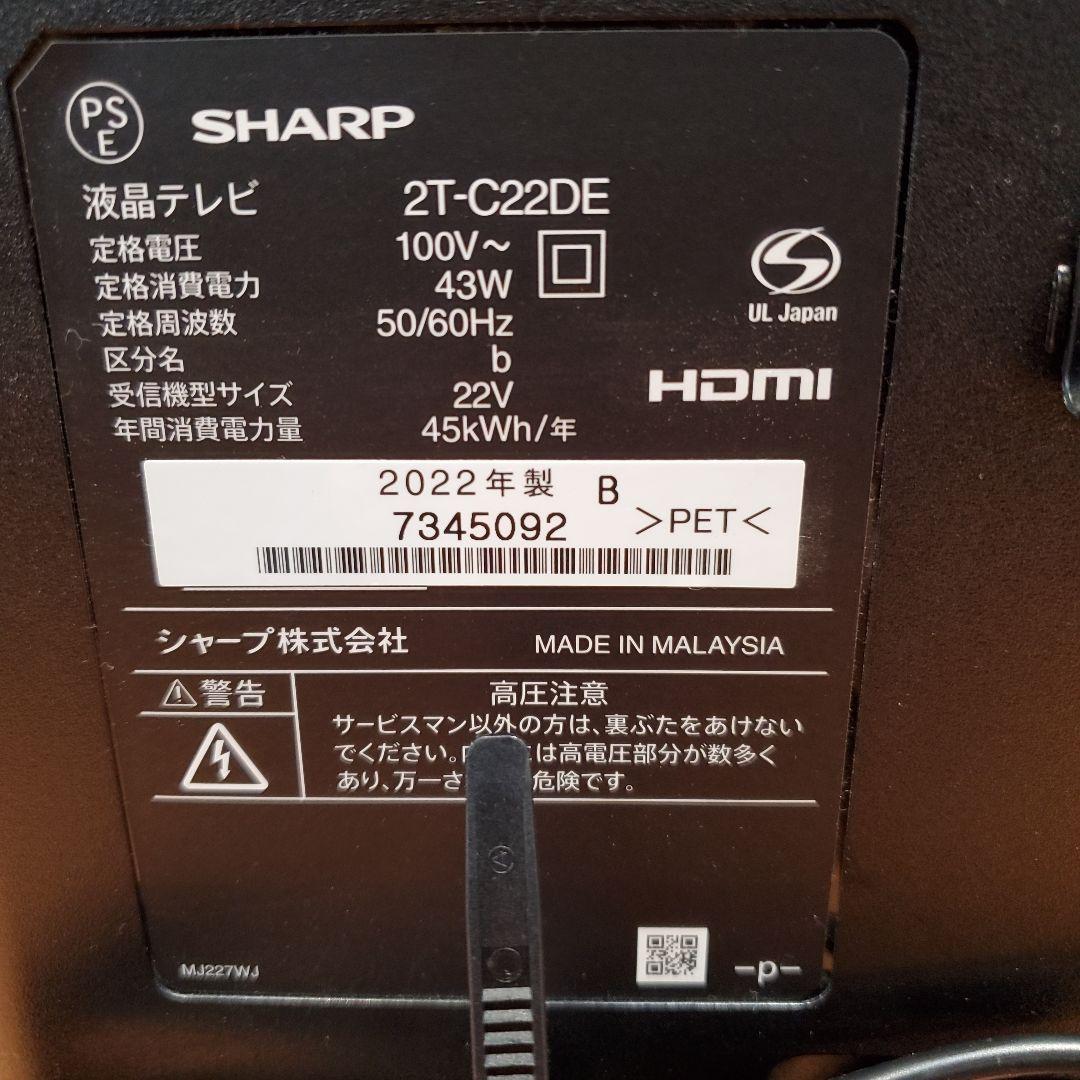 PSE
SHARP
液晶テレビ 2T-C22DE
定格電圧 100V～
定格消費電力 43W
定格周波数 50/60Hz
区分名 b
受信機型サイズ 22V
年間消費電力量 45kWh/年
UL Japan
HDMI
2022年製 B
7345092 >PET<
シャープ株式会社 MADE IN MALAYSIA
警告
高圧注意
サービスマン以外の方は、裏ぶたをあけない
でください。 は高電圧部分が数多く
あり、万一さ 危険です。
MJ227WJ
-p-